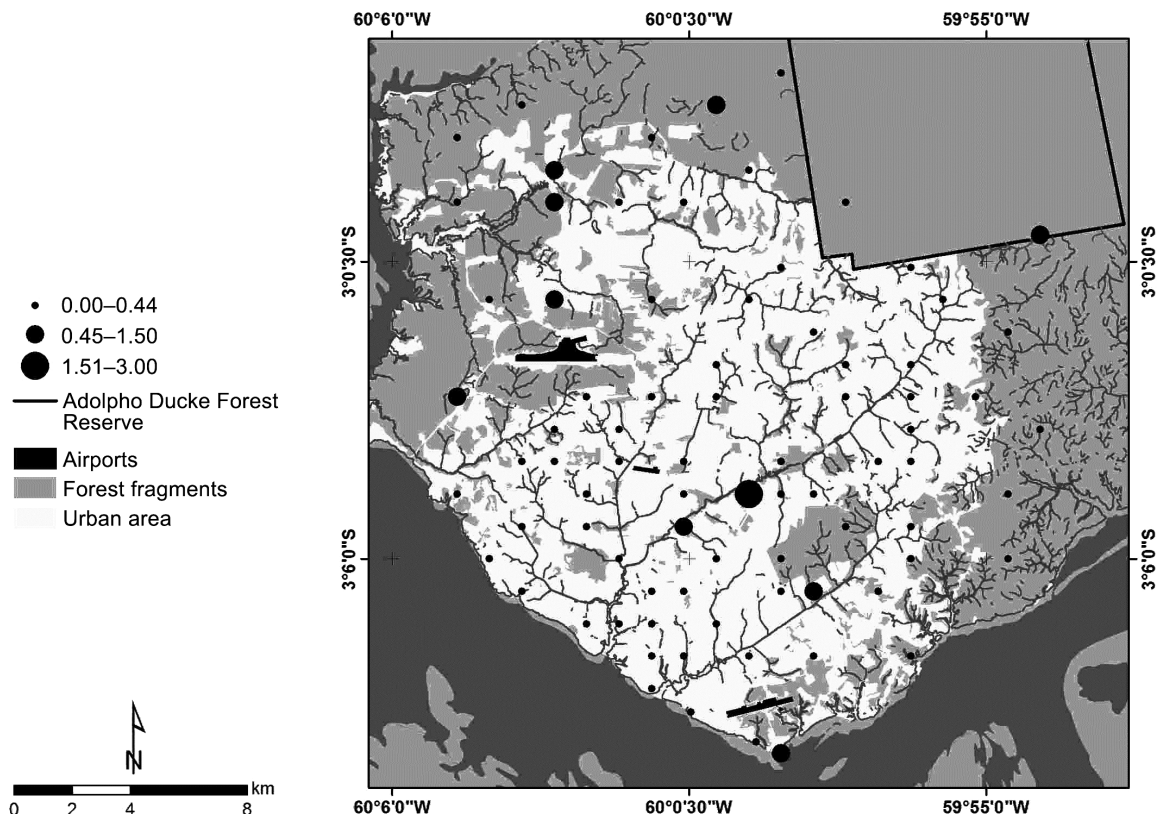 60°6'0"W 60°0'30"W 59°55'0"W
3°0'30"S 3°0'30"S
0.00–0.44
0.45–1.50
1.51–3.00
Adolpho Ducke Forest
Reserve
Airports
Forest fragments
Urban area
3°6'0"S 3°6'0"S
N
km
0 2 4 8
60°6'0"W 60°0'30"W 59°55'0"W